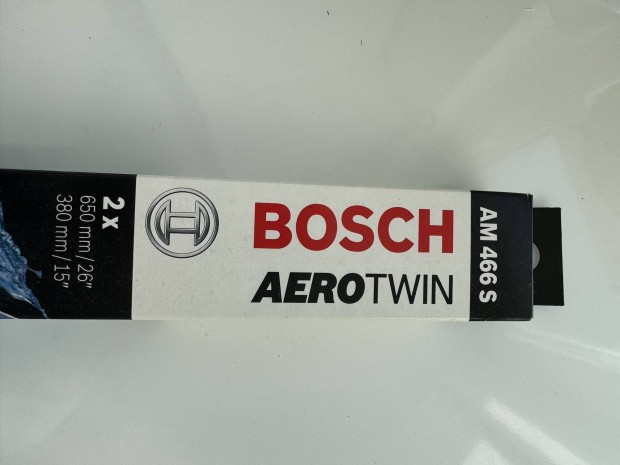 2 x
650 mm / 26"
380 mm / 15"
BOSCH
AEROTWIN
AM 466 S